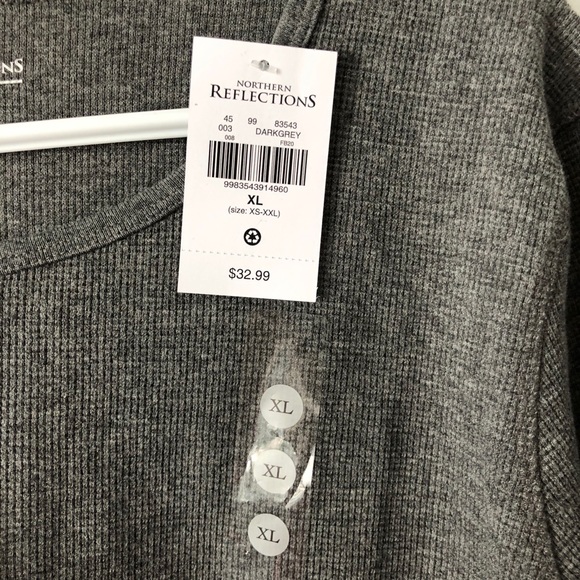 NS
NORTHERN
REFLECTIONS
45 99 83543
003 DARKGREY
008 FB20
9983543914960
XL
(size: XS-XXL)
$32.99
XL
XL
XL